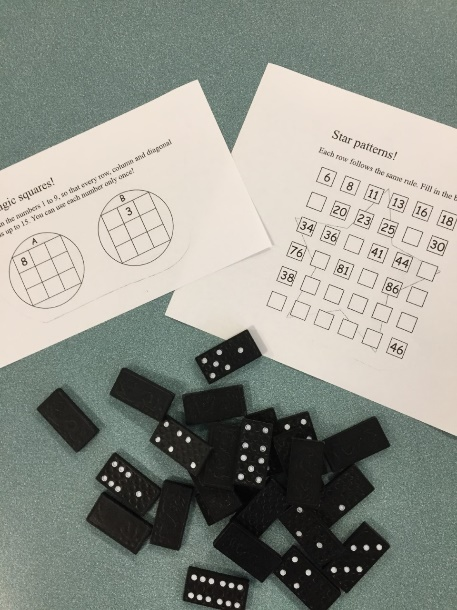 agic squares!
in the numbers 1 to 9, so that every row, column and diagonal
s up to 15. You can use each number only once!
A
8
B
3
Star patterns!
Each row follows the same rule. Fill in the b
6 8 11 13 16 18
20 23 25 30
34 36 41 44
76 81 86
38
46